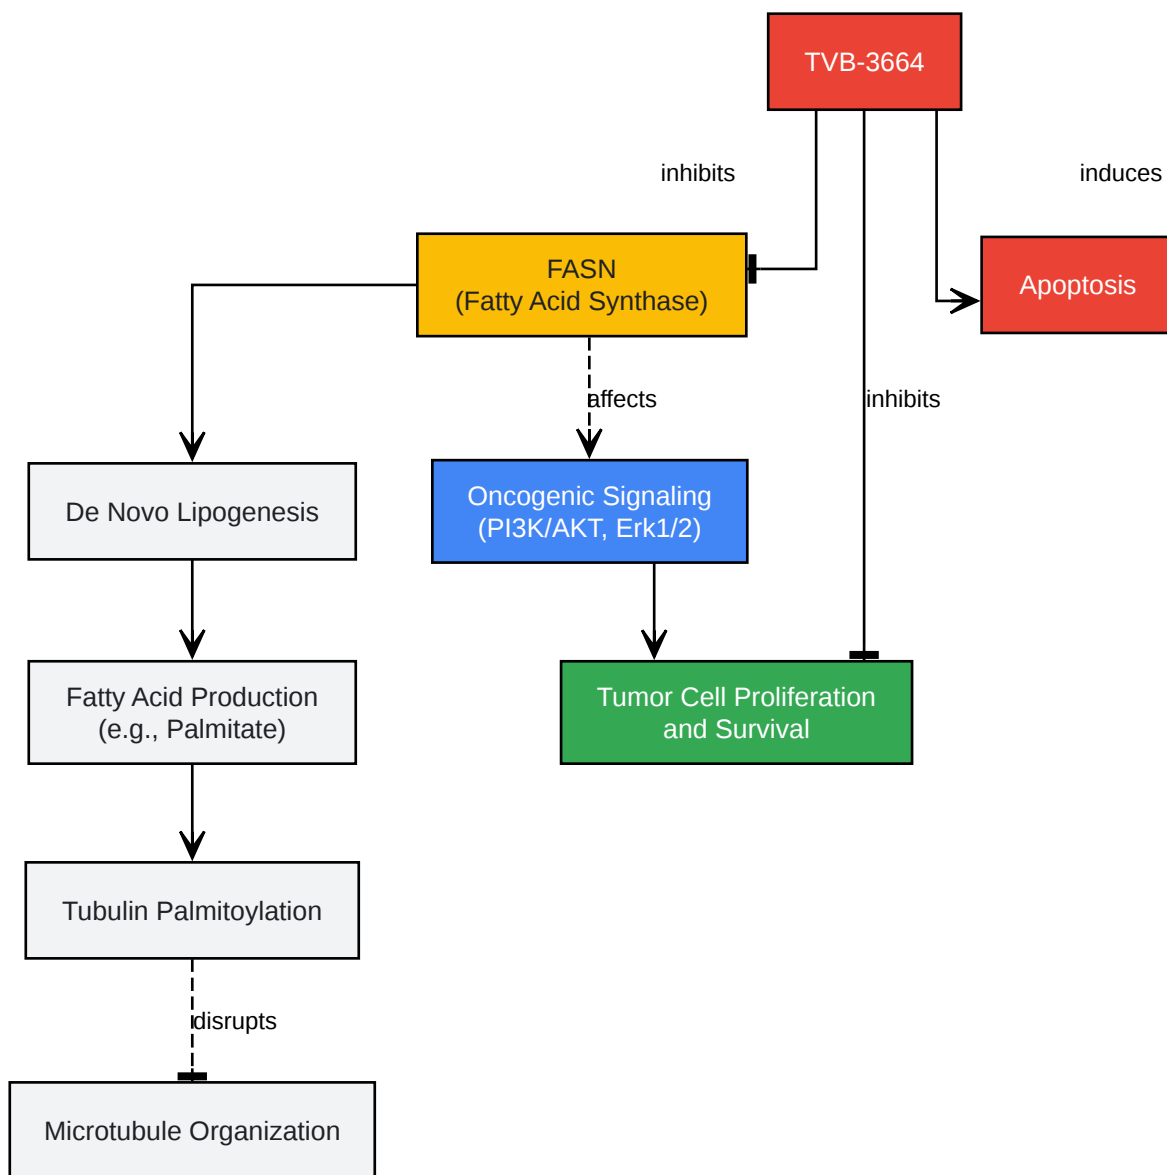 TVB-3664
inhibits
induces
FASN
(Fatty Acid Synthase)
Apoptosis
affects
inhibits
De Novo Lipogenesis
Oncogenic Signaling
(PI3K/AKT, Erk1/2)
Fatty Acid Production
(e.g., Palmitate)
Tumor Cell Proliferation
and Survival
Tubulin Palmitoylation
disrupts
Microtubule Organization